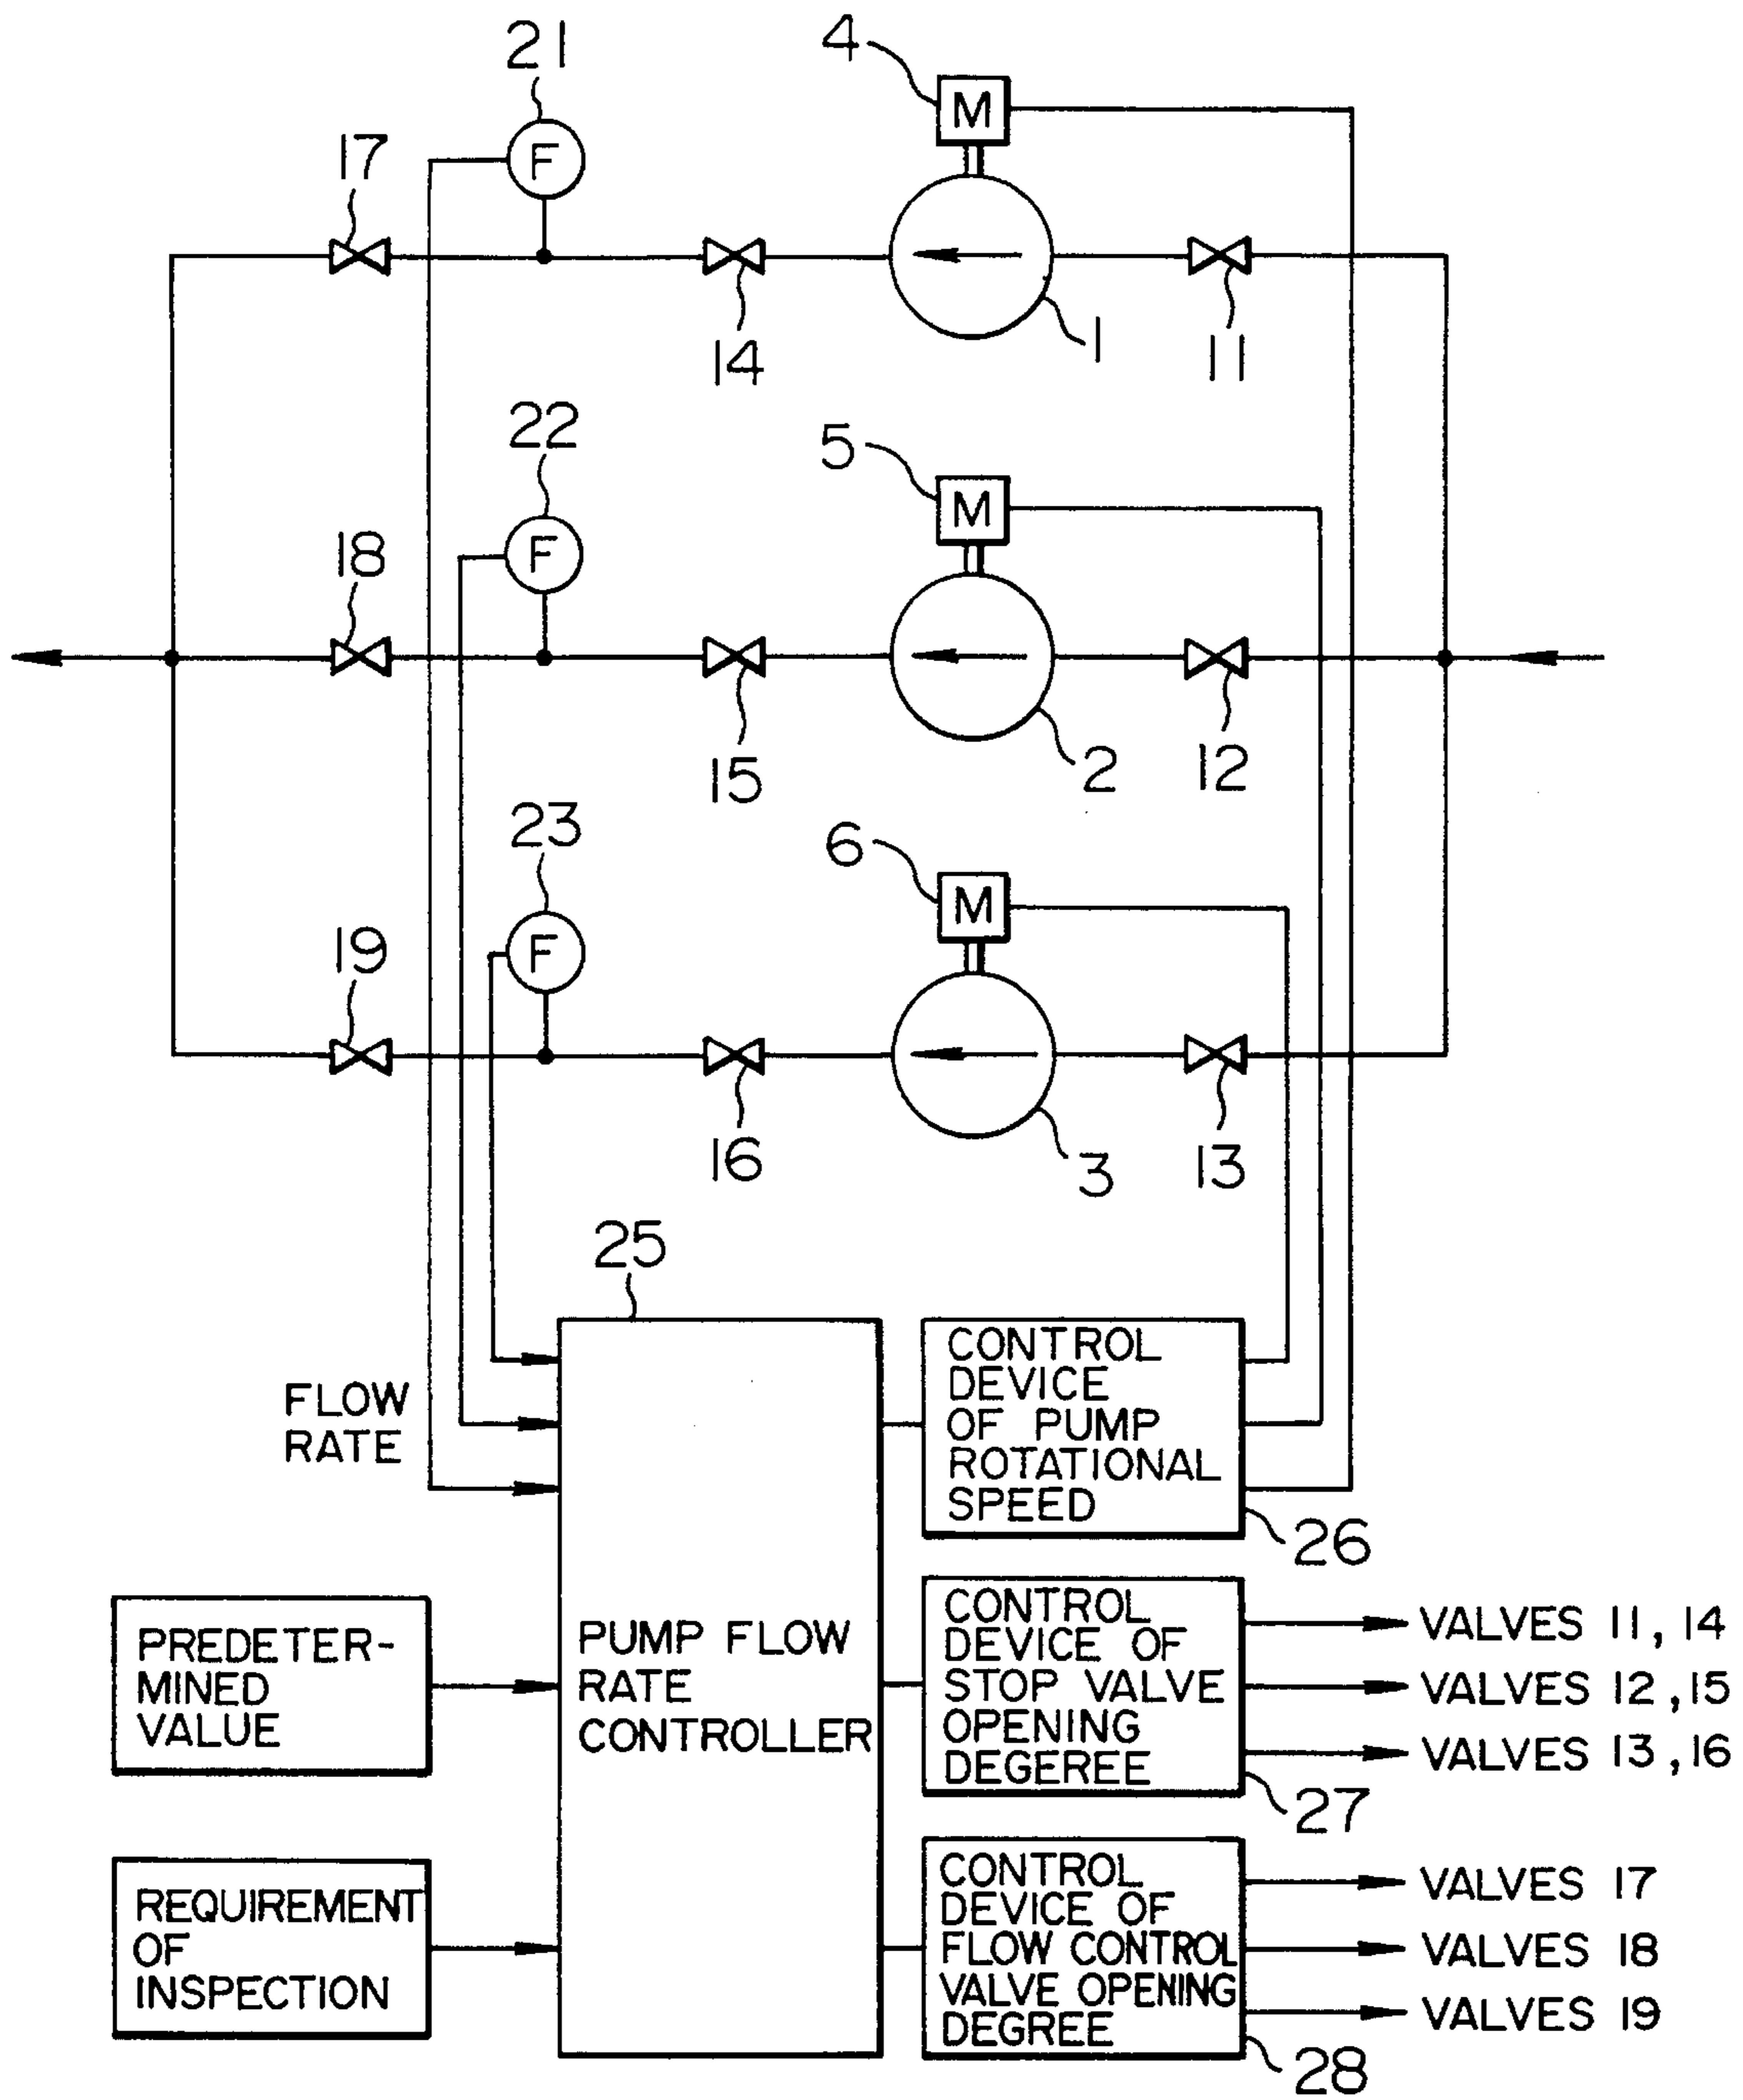 21
4
M
17
F
14
1
11
22
5
M
18
F
15
2
12
23
6
M
19
F
16
3
13
25
FLOW
RATE
CONTROL
DEVICE
OF PUMP
ROTATIONAL
SPEED
26
PREDETER-
MINED
VALUE
PUMP FLOW
RATE
CONTROLLER
CONTROL
DEVICE OF
STOP VALVE
OPENING
DEGEREE
27
VALVES 11, 14
VALVES 12, 15
VALVES 13, 16
REQUIREMENT
OF
INSPECTION
CONTROL
DEVICE OF
FLOW CONTROL
VALVE OPENING
DEGREE
28
VALVES 17
VALVES 18
VALVES 19